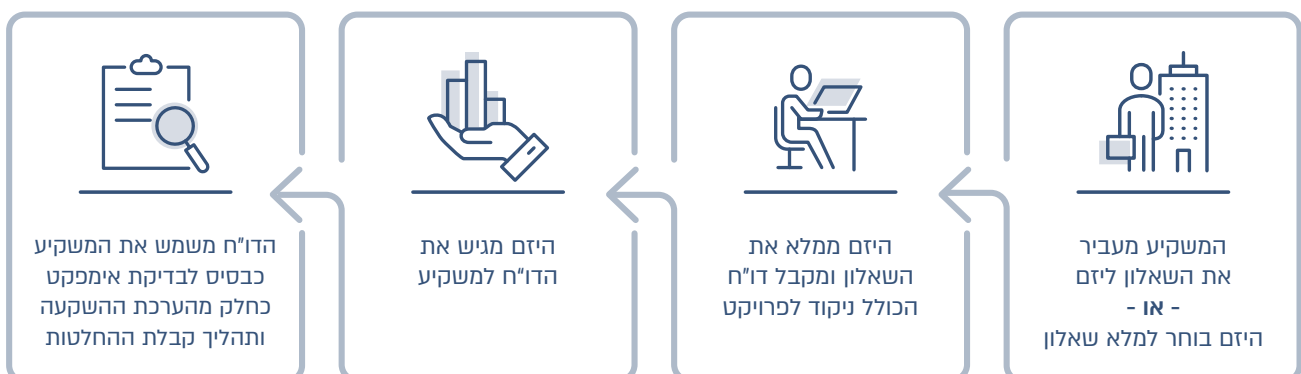 המשקיע מעביר
את השאלון ליזם
- או -
היזם בוחר למלא שאלון
היזם ממלא את
השאלון ומקבל דו"ח
הכולל ניקוד לפרויקט
היזם מגיש את
הדו"ח למשקיע
הדו"ח משמש את המשקיע
כבסיס לבדיקת אימפקט
כחלק מהערכת ההשקעה
ותהליך קבלת ההחלטות